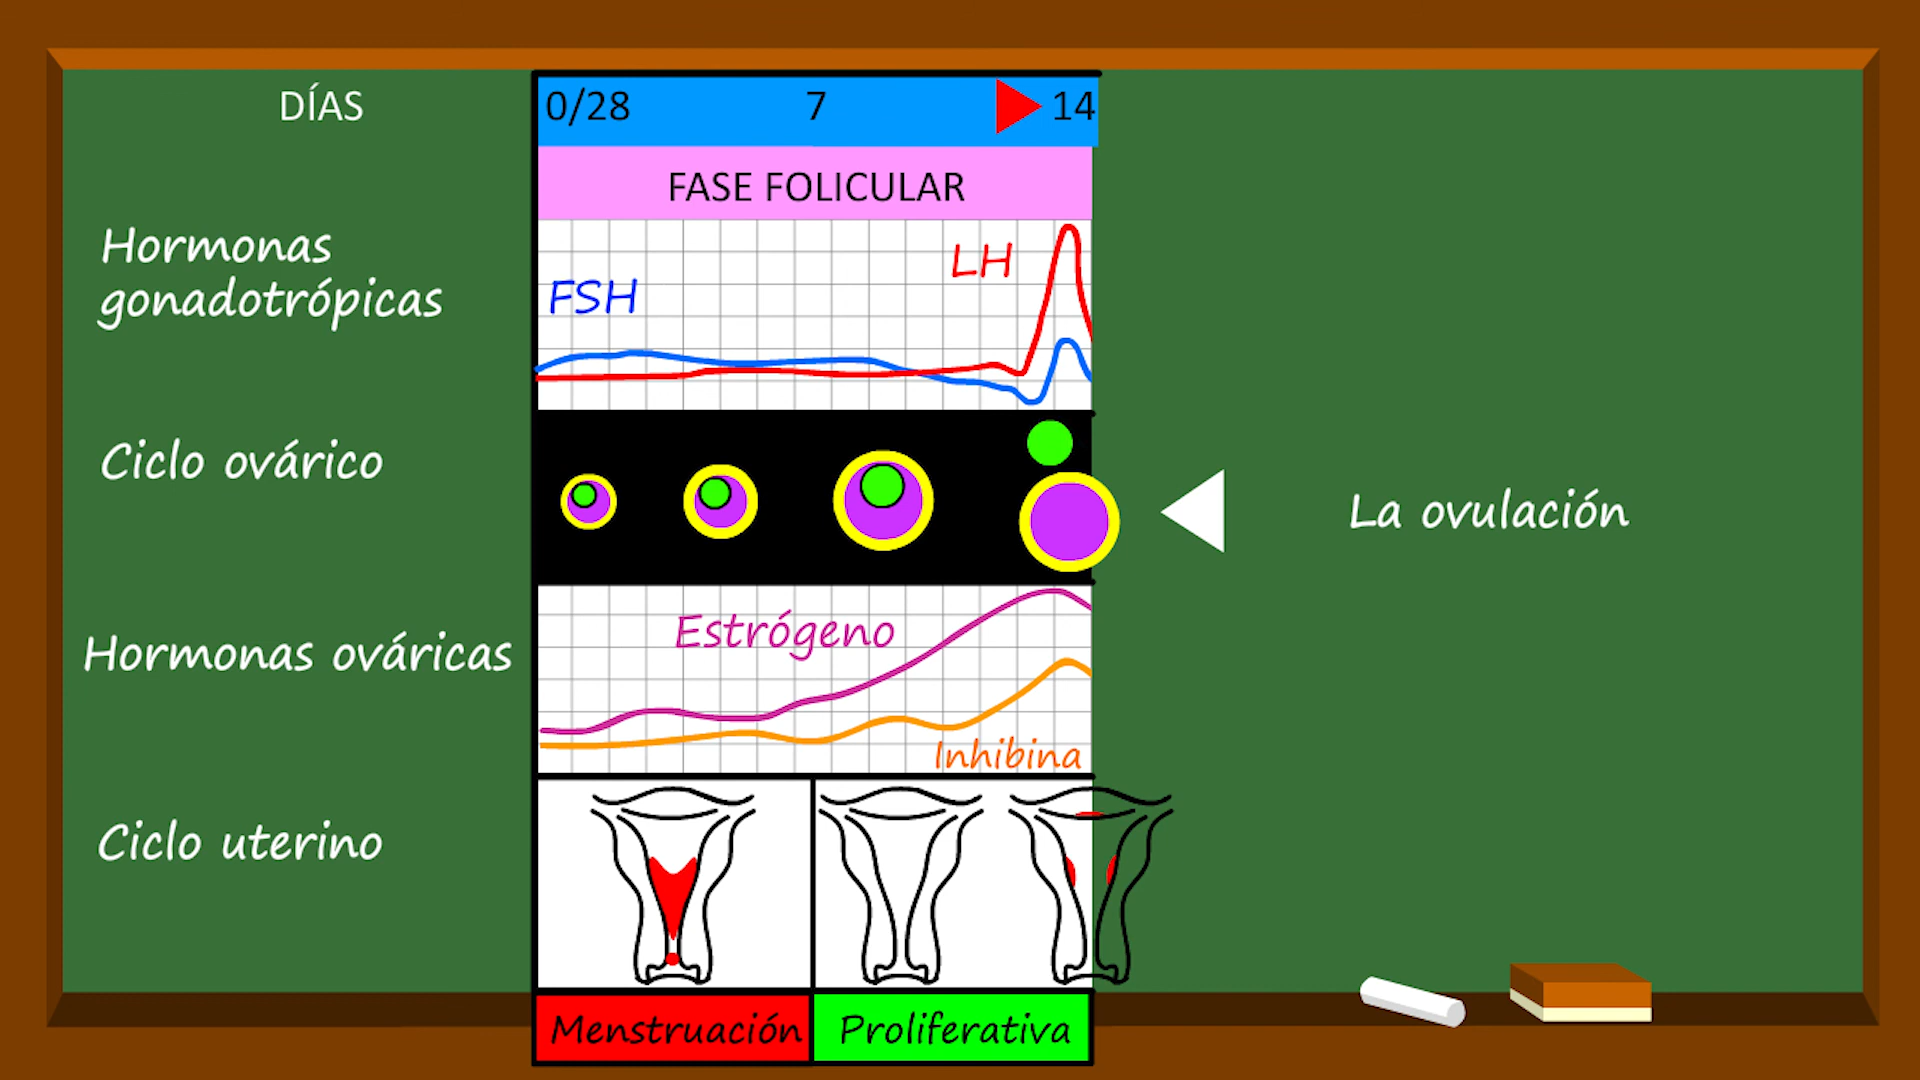 DÍAS
0/28 7 14
FASE FOLICULAR
Hormonas
gonadotrópicas
FSH
LH
Ciclo ovárico
La ovulación
Hormonas ováricas
Estrógeno
Inhibina
Ciclo uterino
Menstruación
Proliferativa